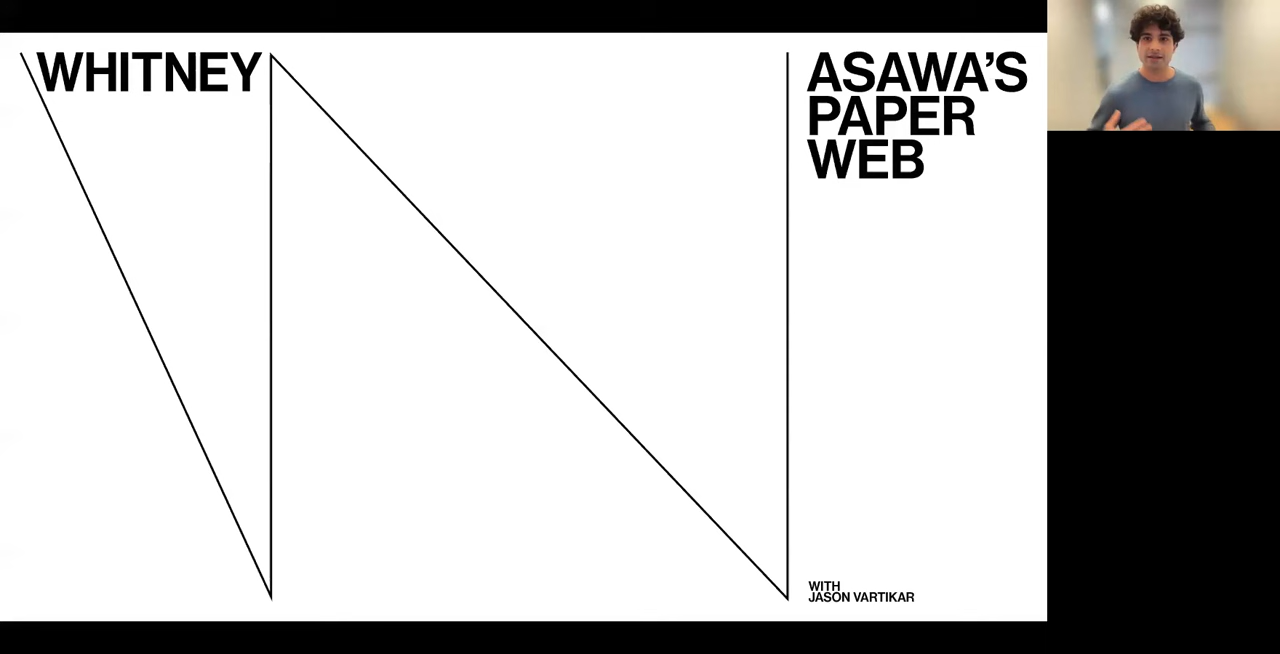 WHITNEY
ASAWA’S
PAPER
WEB
WITH
JASON VARTIKAR